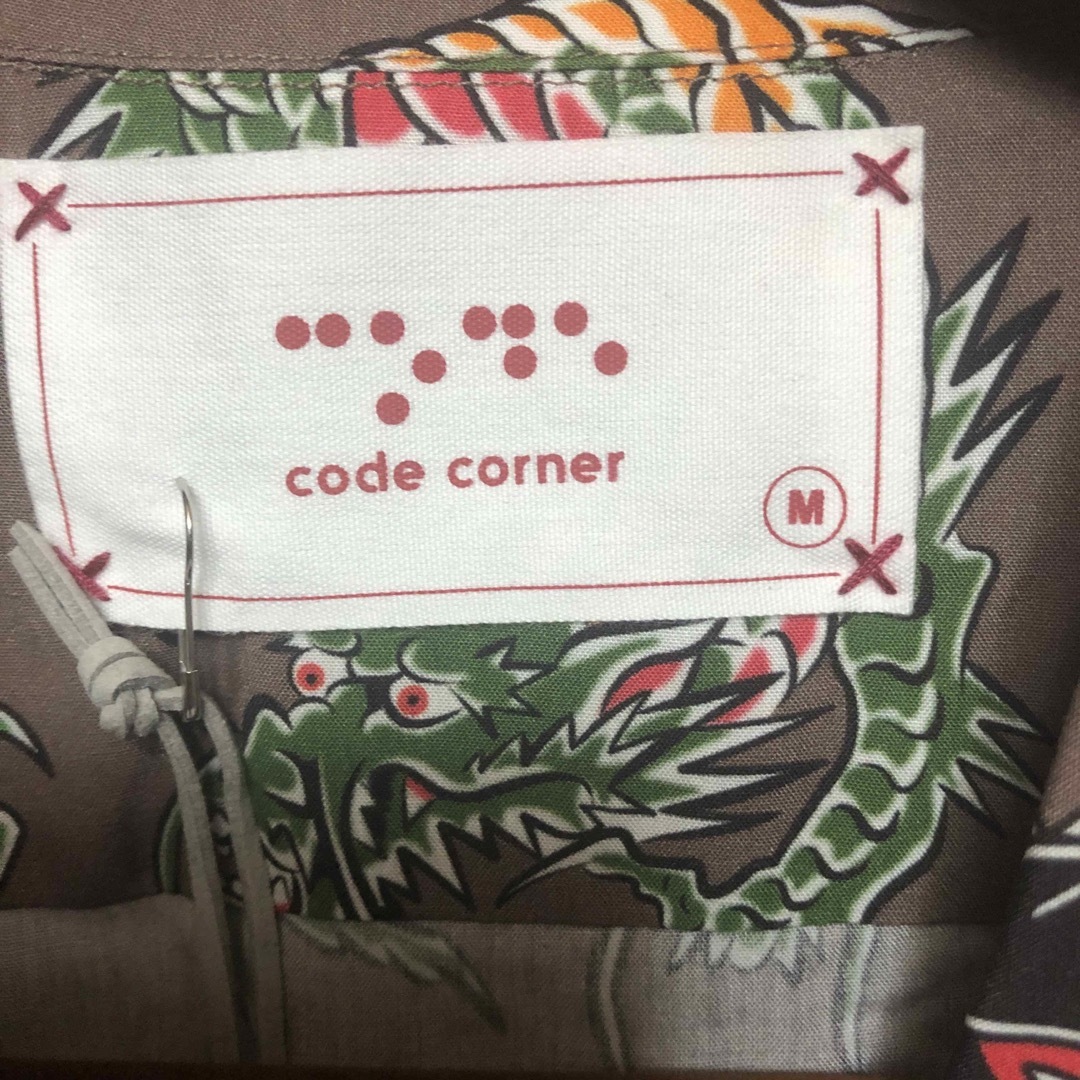 ⠉⠕⠙⠑
code corner
M